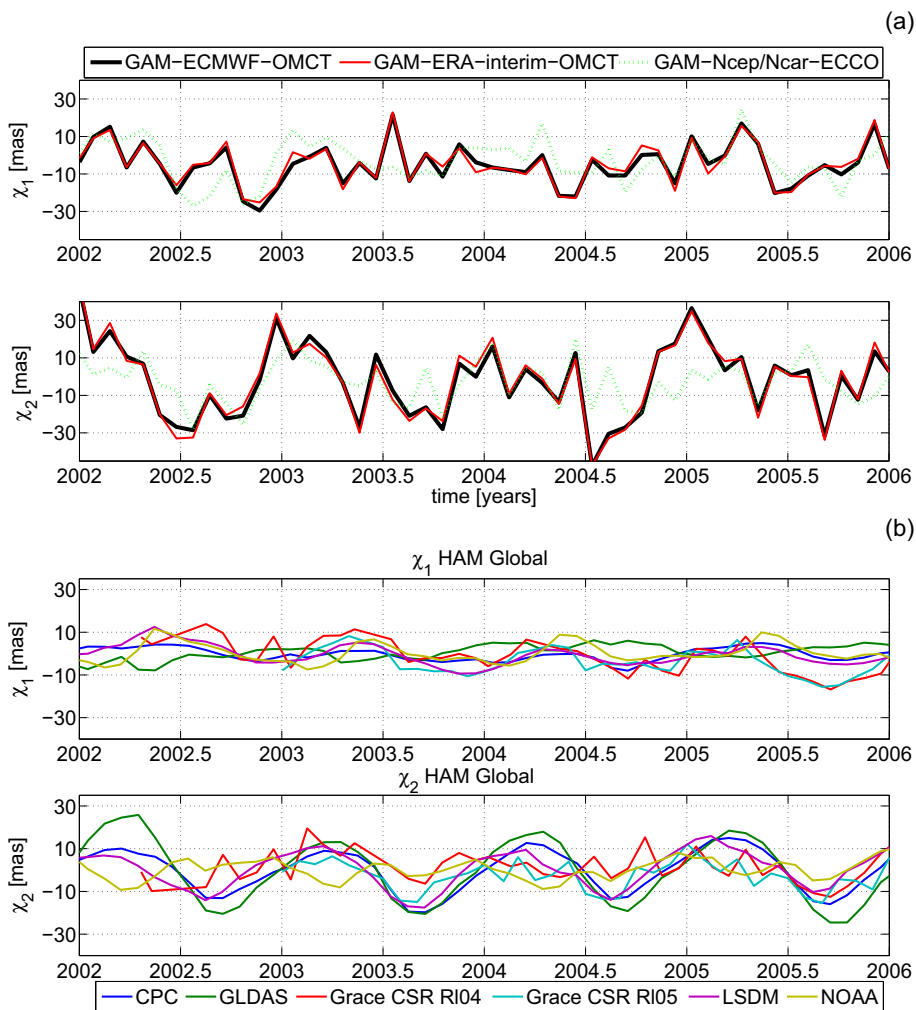 (a)
GAM−ECMWF−OMCT GAM−ERA−interim−OMCT GAM−Ncep/Ncar−ECCO
30
10
−10
−30
χ1 [mas]
2002 2002.5 2003 2003.5 2004 2004.5 2005 2005.5 2006
30
10
−10
−30
χ2 [mas]
2002 2002.5 2003 2003.5 2004 2004.5 2005 2005.5 2006
time [years]
(b)
χ1 HAM Global
30
10
−10
−30
χ1 [mas]
2002 2002.5 2003 2003.5 2004 2004.5 2005 2005.5 2006
χ2 HAM Global
30
10
−10
−30
χ2 [mas]
2002 2002.5 2003 2003.5 2004 2004.5 2005 2005.5 2006
CPC GLDAS Grace CSR Rl04 Grace CSR Rl05 LSDM NOAA